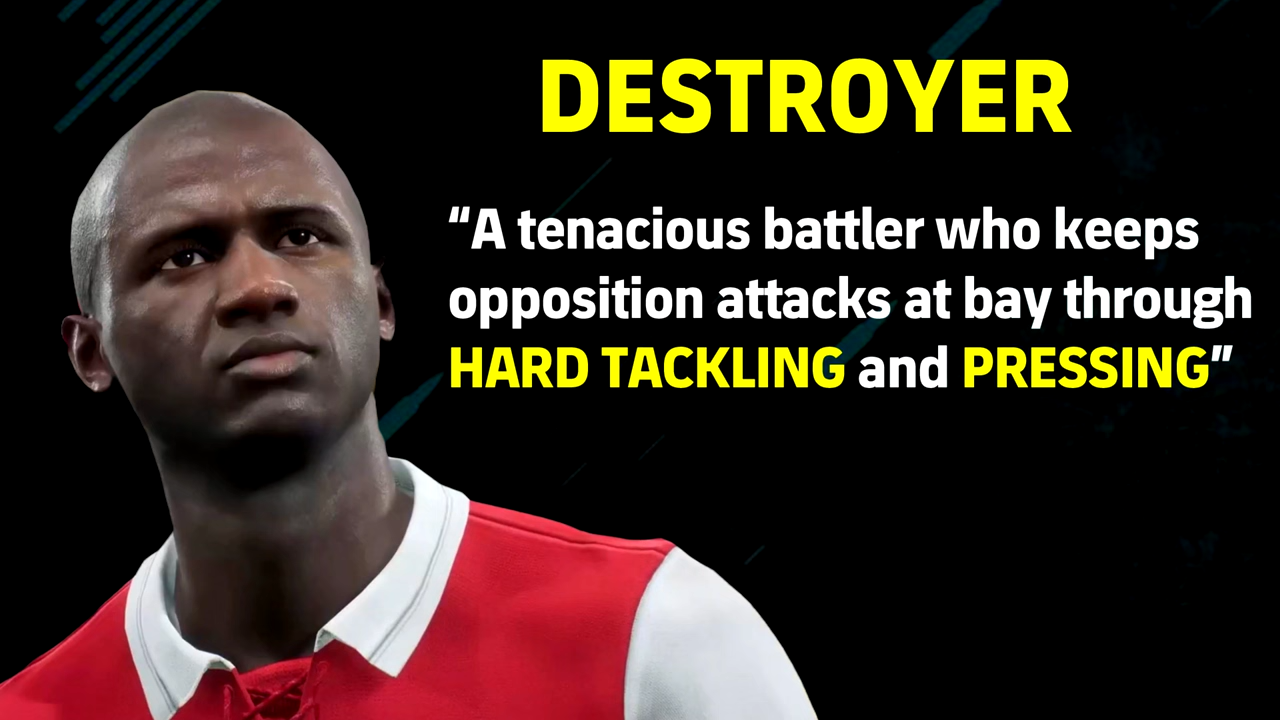 DESTROYER
“A tenacious battler who keeps
opposition attacks at bay through
HARD TACKLING and PRESSING”